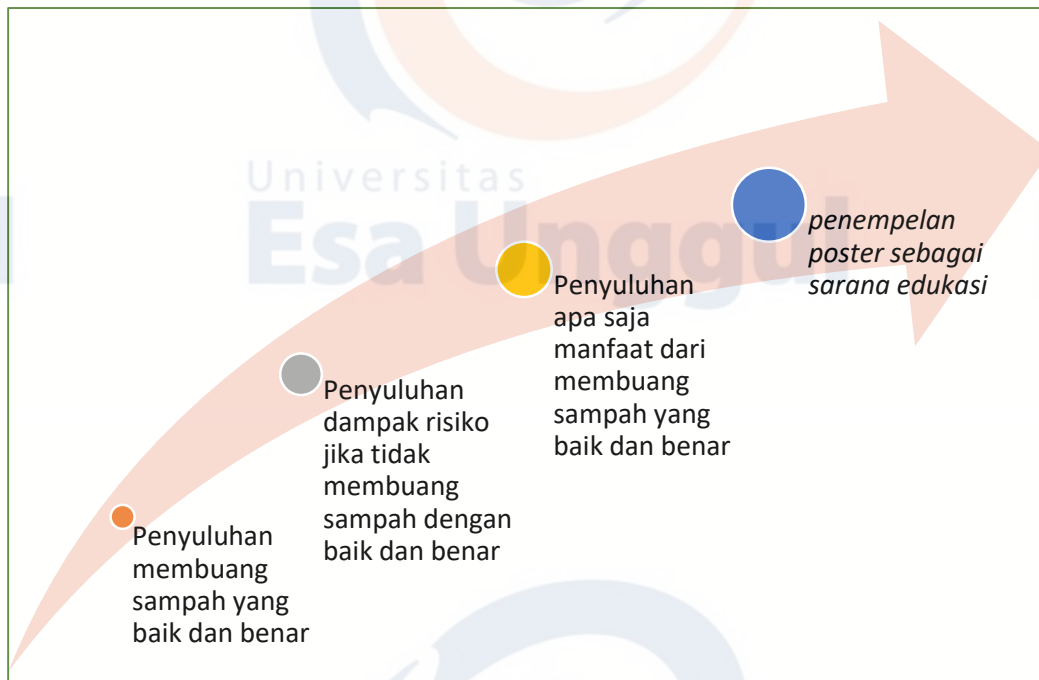 Universitas
Esa Unggul
penempelan
poster sebagai
sarana edukasi
Penyuluhan
apa saja
manfaat dari
membuang
sampah yang
baik dan benar
Penyuluhan
dampak risiko
jika tidak
membuang
sampah dengan
baik dan benar
Penyuluhan
membuang
sampah yang
baik dan benar